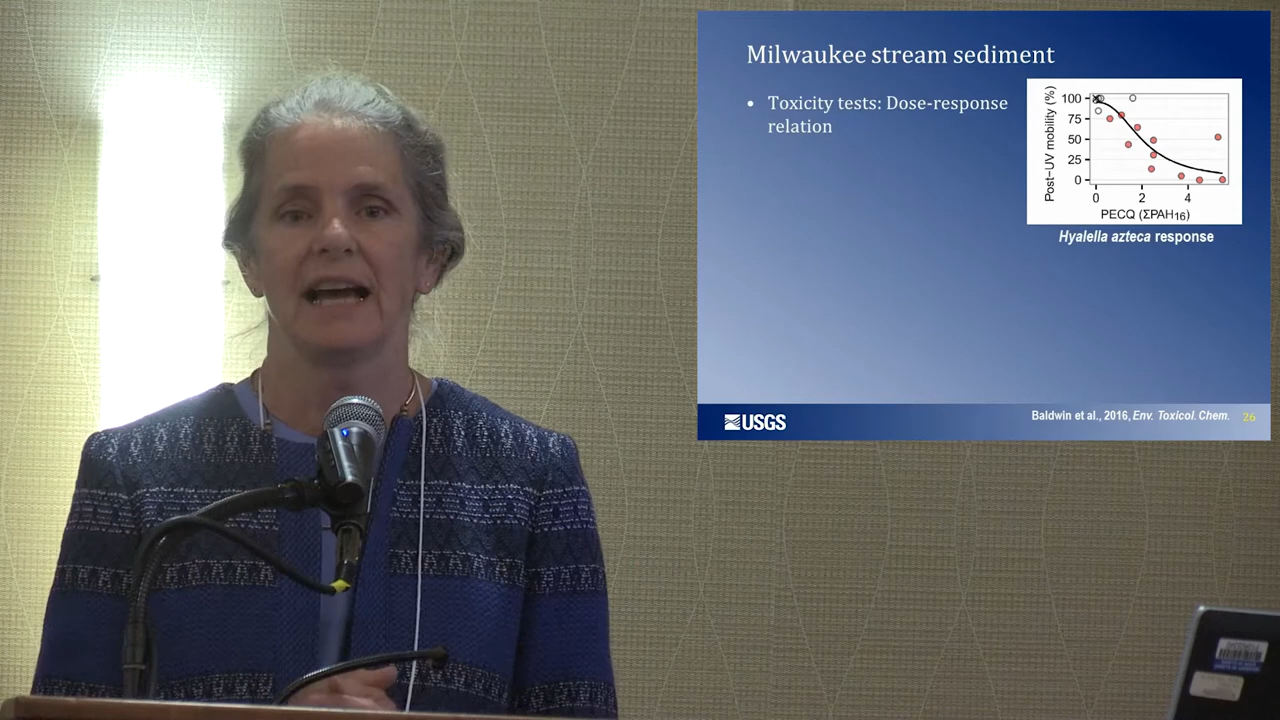 Milwaukee stream sediment
• Toxicity tests: Dose-response
relation
Post-UV mobility (%)
100
75
50
25
0
0 2 4
PECQ (ΣPAH16)
Hyalella azteca response
USGS
Baldwin et al., 2016, Env. Toxicol. Chem. 26